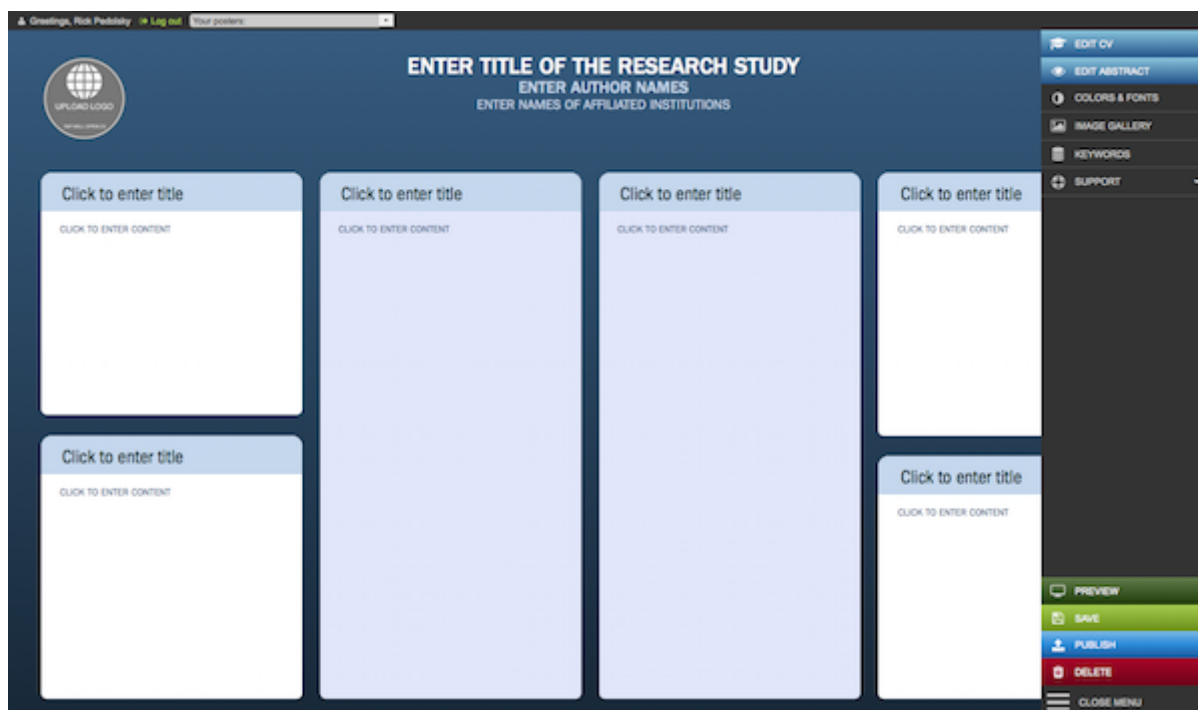 Greetings, Rick Pedolsky Log out Your posters:
UPLOAD LOGO
ENTER TITLE OF THE RESEARCH STUDY
ENTER AUTHOR NAMES
ENTER NAMES OF AFFILIATED INSTITUTIONS
Click to enter title
CLICK TO ENTER CONTENT
Click to enter title
CLICK TO ENTER CONTENT
Click to enter title
CLICK TO ENTER CONTENT
Click to enter title
CLICK TO ENTER CONTENT
Click to enter title
CLICK TO ENTER CONTENT
Click to enter title
CLICK TO ENTER CONTENT
EDIT CV
EDIT ABSTRACT
COLORS & FONTS
IMAGE GALLERY
KEYWORDS
SUPPORT
PREVIEW
SAVE
PUBLISH
DELETE
CLOSE MENU